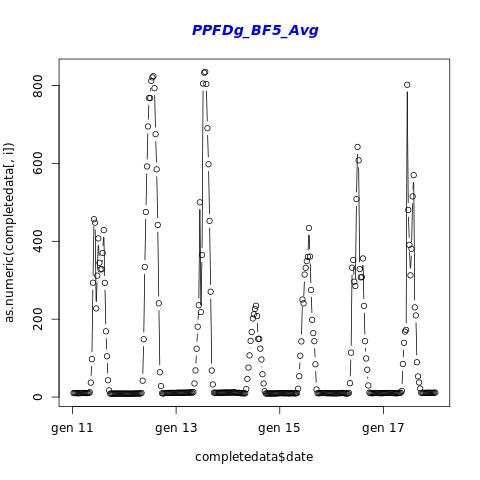 PPFDg_BF5_Avg
as.numeric(completedata[, i])
800
600
400
200
0
gen 11 gen 13 gen 15 gen 17
completedata$date